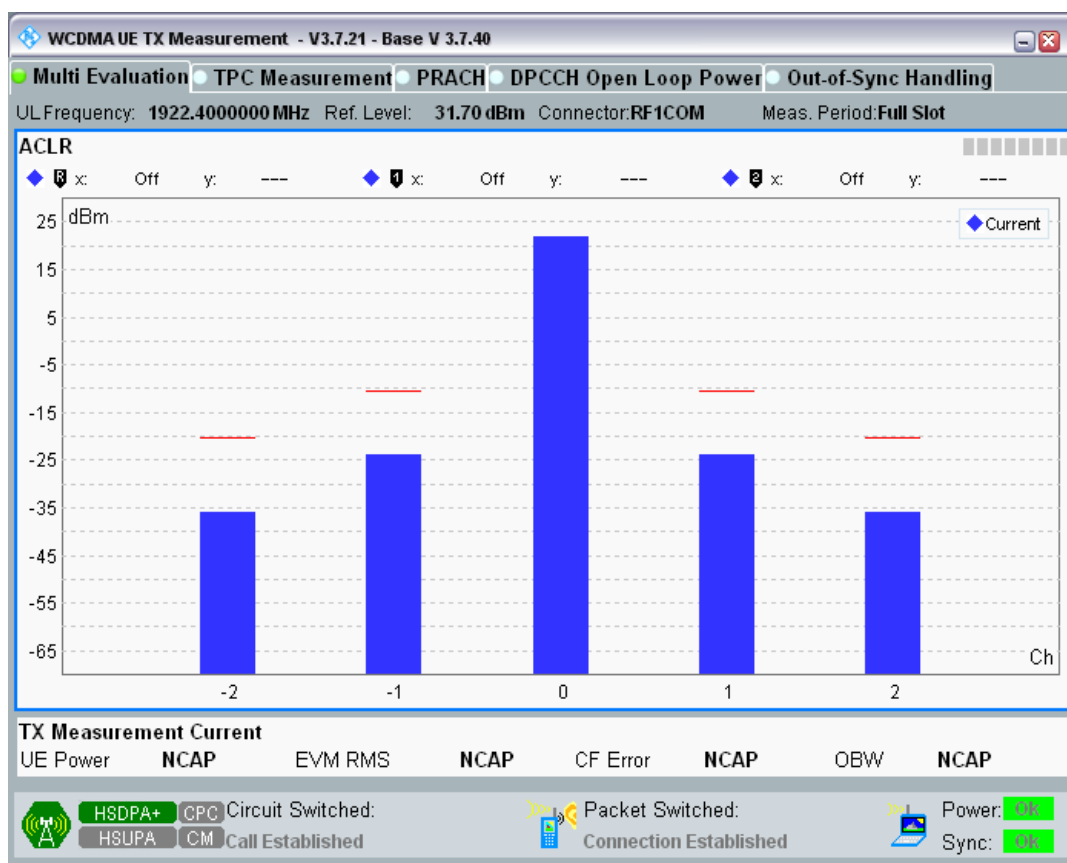 WCDMA UE TX Measurement - V3.7.21 - Base V 3.7.40
Multi Evaluation TPC Measurement PRACH DPCCH Open Loop Power Out-of-Sync Handling
UL Frequency: 1922.4000000 MHz Ref. Level: 31.70 dBm Connector:RF1COM Meas. Period:Full Slot
ACLR
R x: Off y: --- 1 x: Off y: --- 2 x: Off y: ---
dBm
Current
25
15
5
-5
-15
-25
-35
-45
-55
-65
Ch
-2 -1 0 1 2
TX Measurement Current
UE Power NCAP EVM RMS NCAP CF Error NCAP OBW NCAP
HSDPA+ CPC Circuit Switched: Packet Switched: Power: OK
HSUPA CM Call Established Connection Established Sync: OK